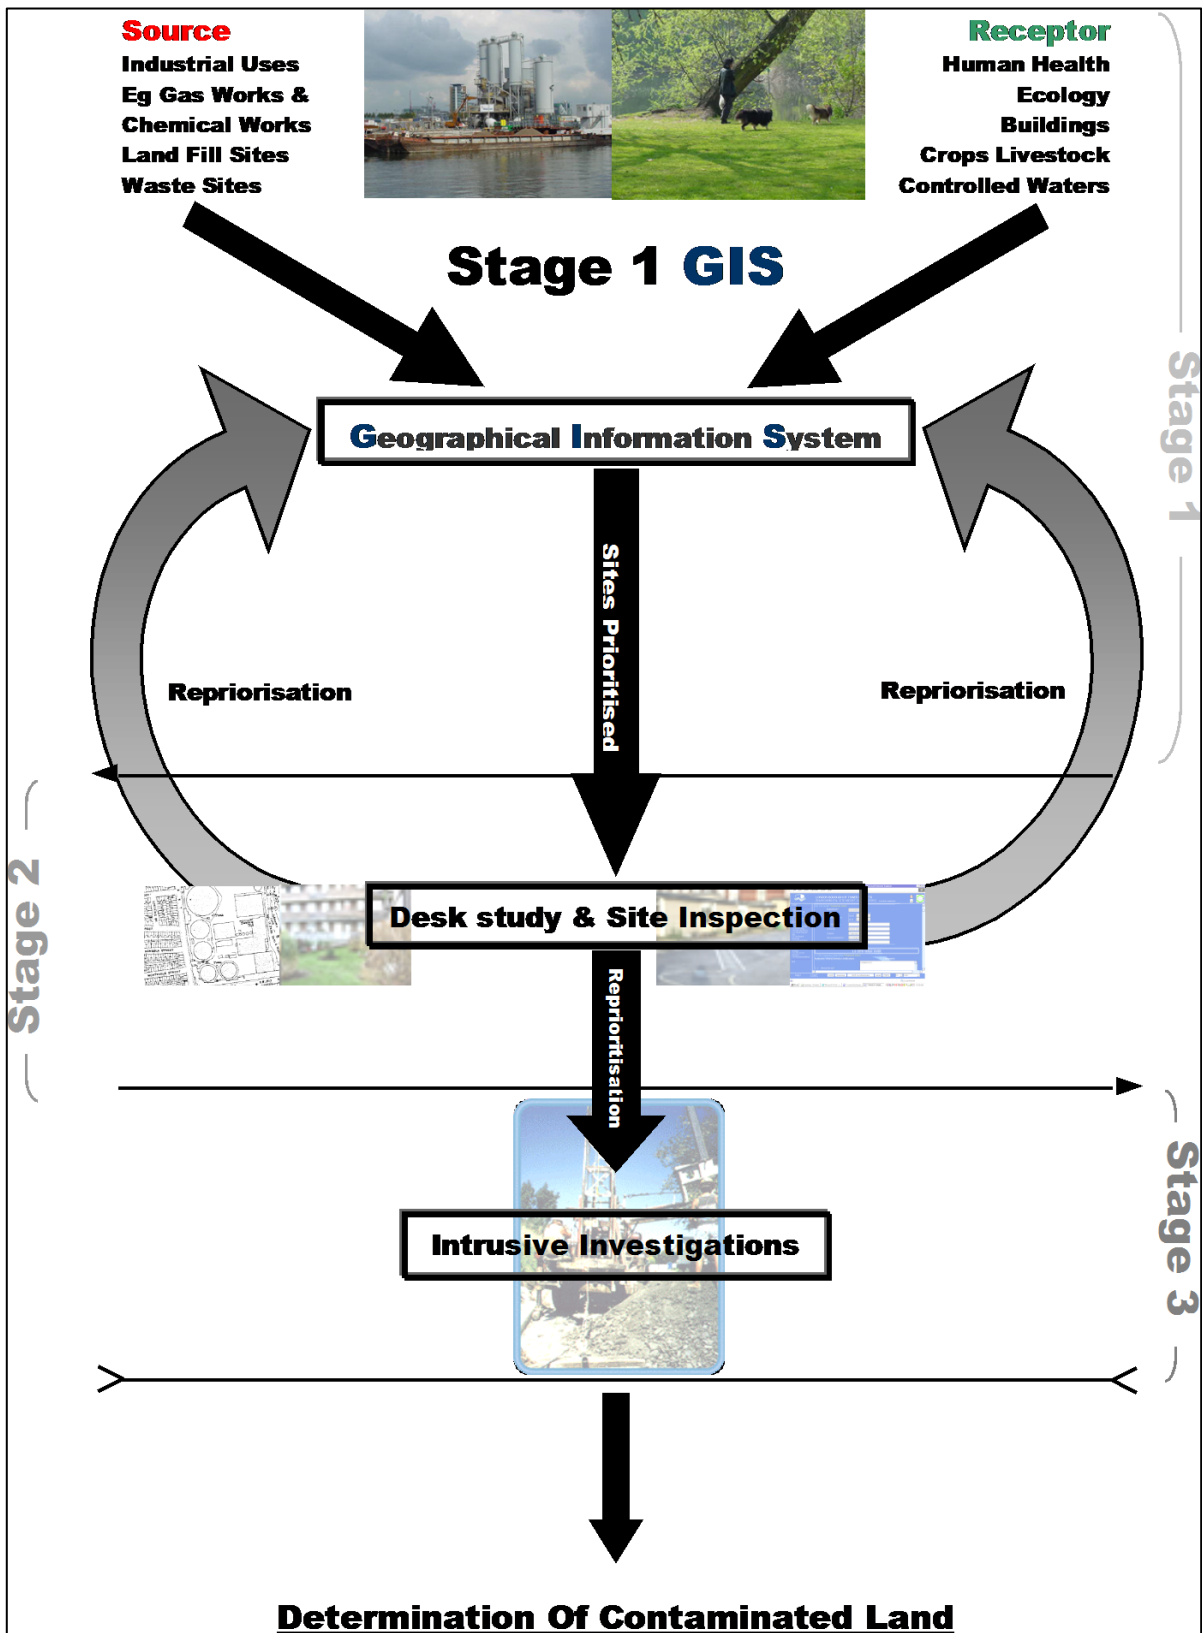 Source
Industrial Uses
Eg Gas Works &
Chemical Works
Land Fill Sites
Waste Sites
Receptor
Human Health
Ecology
Buildings
Crops Livestock
Controlled Waters
Stage 1 GIS
Stage 1
Geographical Information System
Sites Prioritised
Repriorisation
Repriorisation
Stage 2
Desk study & Site Inspection
Reprioritisation
Stage 3
Intrusive Investigations
Determination Of Contaminated Land